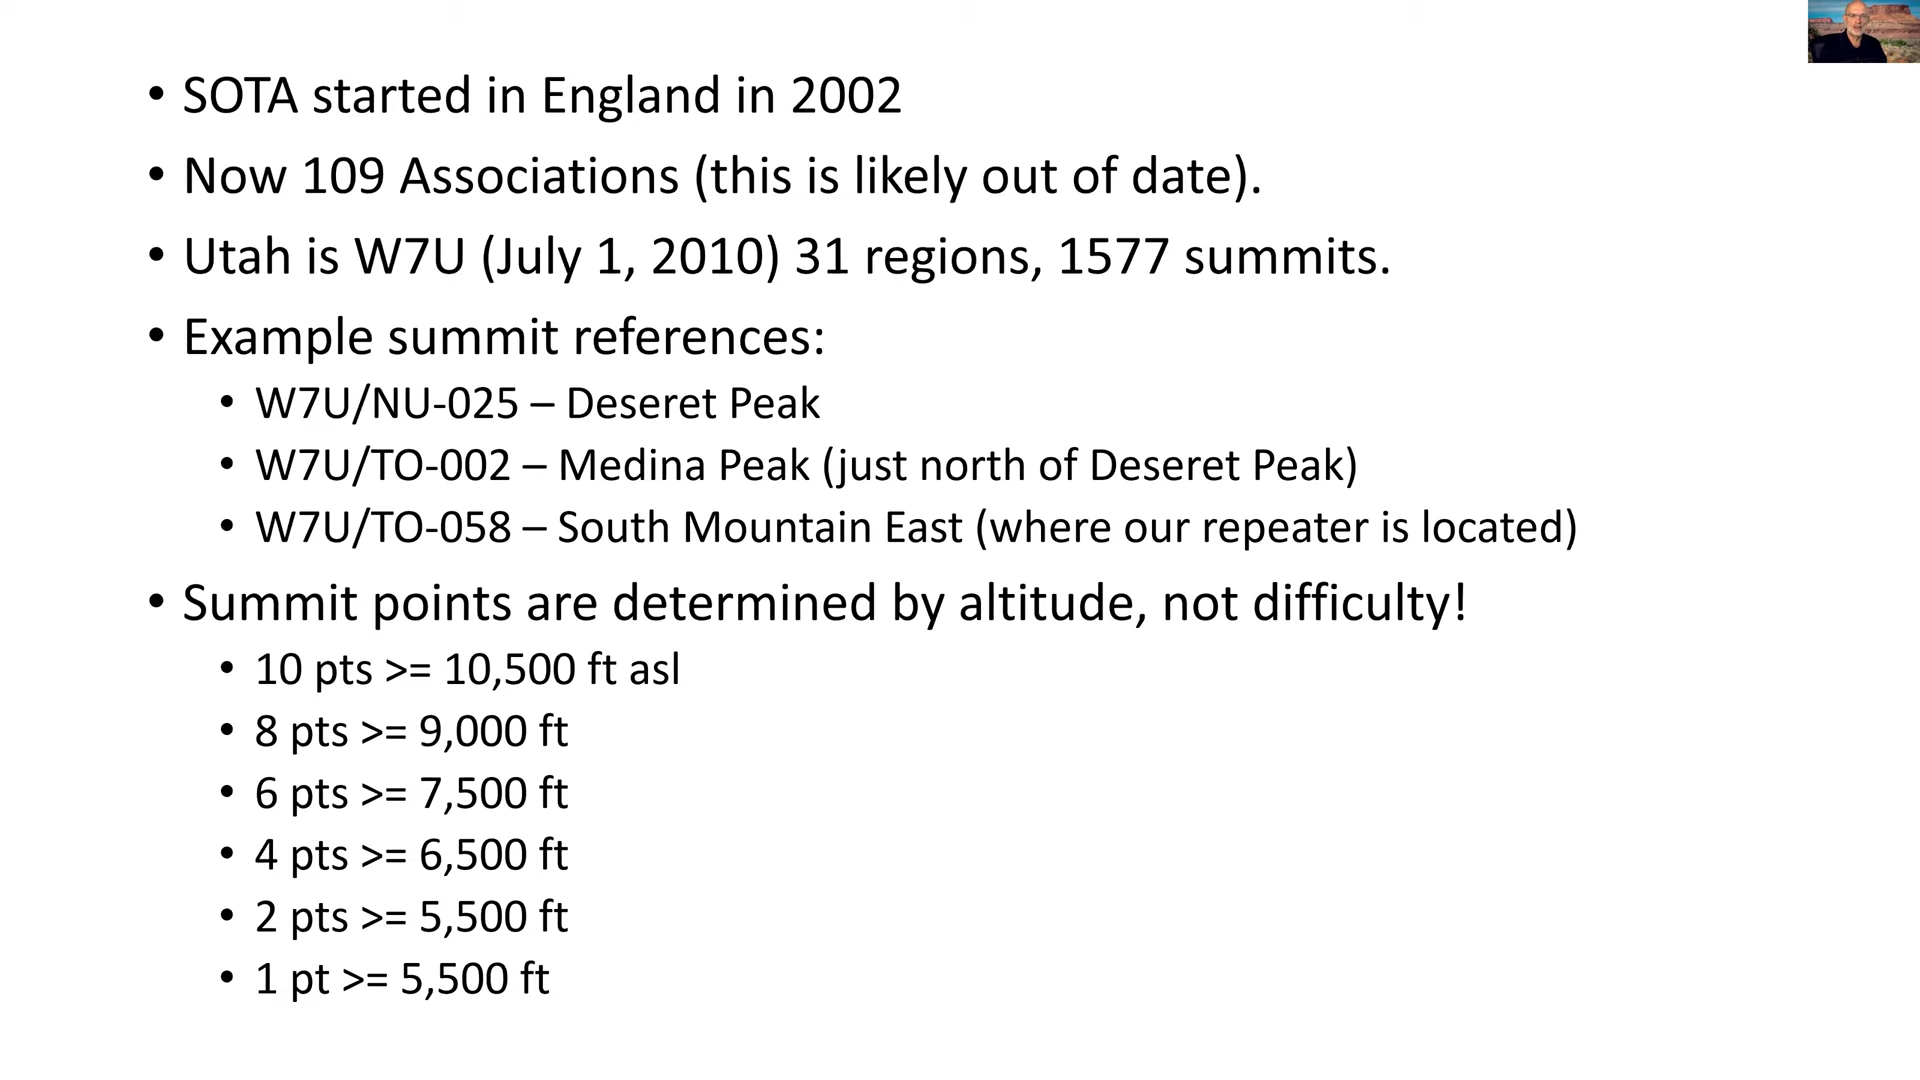 • SOTA started in England in 2002
• Now 109 Associations (this is likely out of date).
• Utah is W7U (July 1, 2010) 31 regions, 1577 summits.
• Example summit references:
• W7U/NU-025 – Deseret Peak
• W7U/TO-002 – Medina Peak (just north of Deseret Peak)
• W7U/TO-058 – South Mountain East (where our repeater is located)
• Summit points are determined by altitude, not difficulty!
• 10 pts >= 10,500 ft asl
• 8 pts >= 9,000 ft
• 6 pts >= 7,500 ft
• 4 pts >= 6,500 ft
• 2 pts >= 5,500 ft
• 1 pt >= 5,500 ft